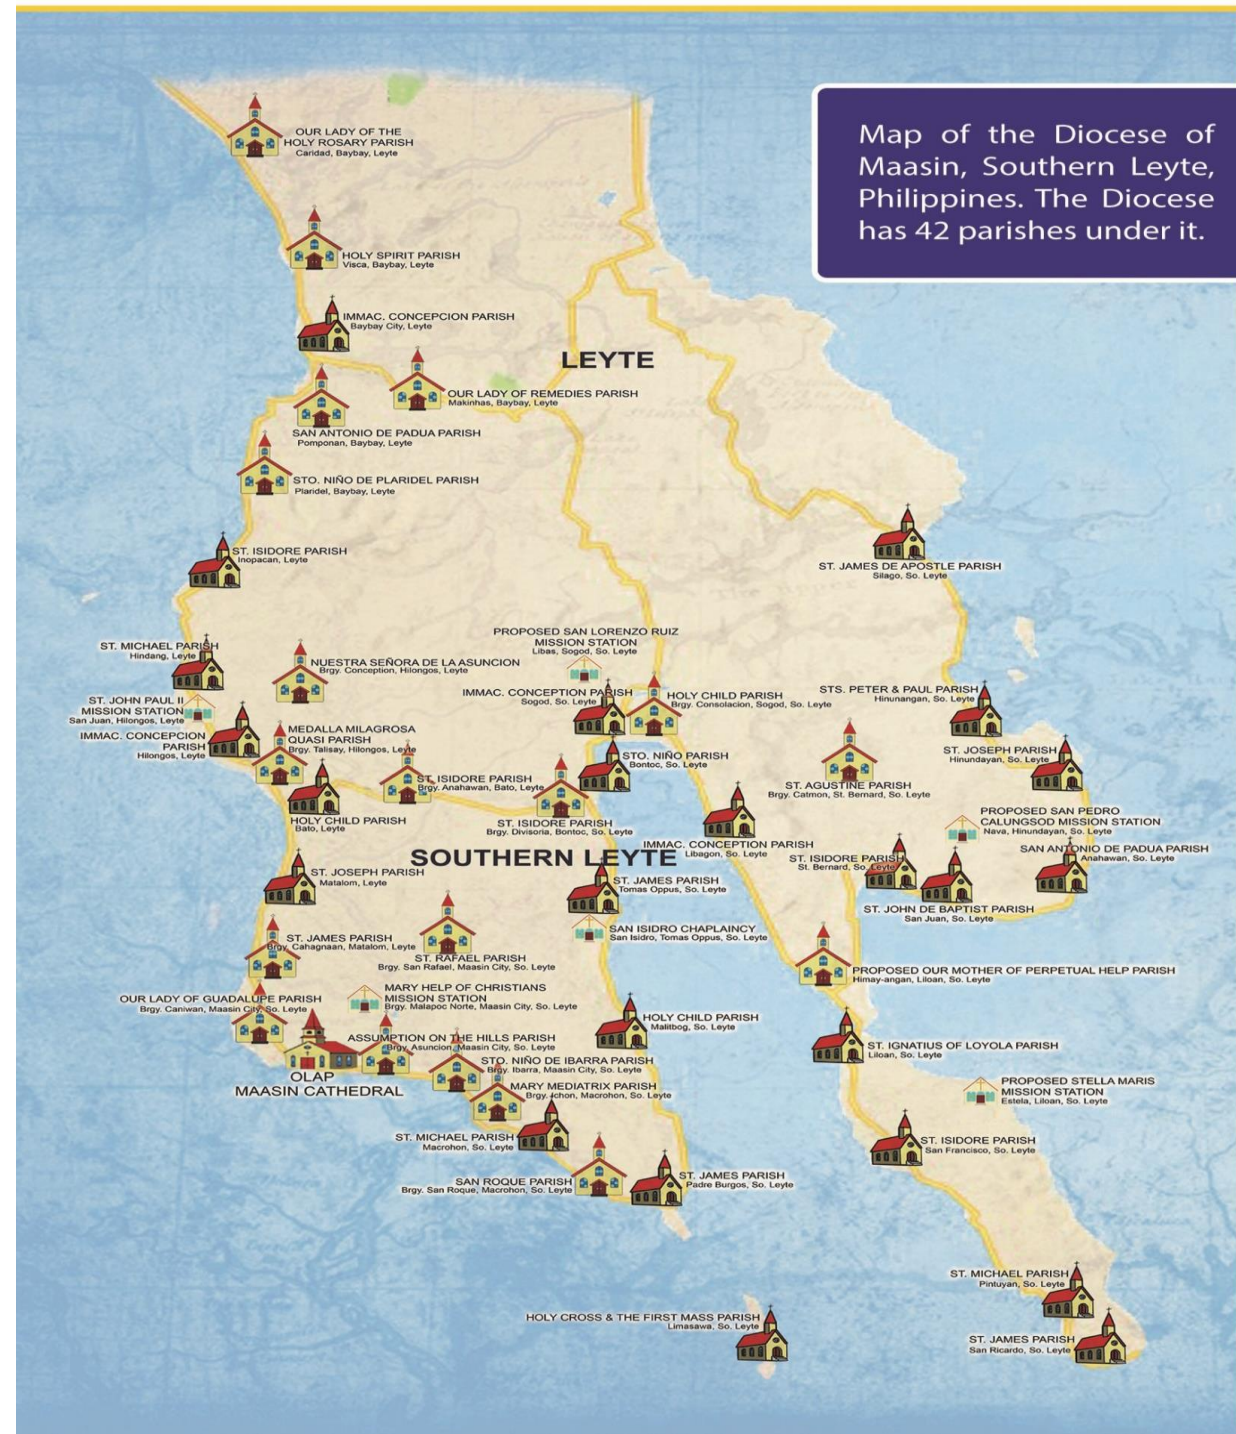 Map of the Diocese of
Maasin, Southern Leyte,
Philippines. The Diocese
has 42 parishes under it.
OUR LADY OF THE
HOLY ROSARY PARISH
Caridad, Baybay, Leyte
HOLY SPIRIT PARISH
Visca, Baybay, Leyte
IMMAC. CONCEPCION PARISH
Baybay City, Leyte
LEYTE
OUR LADY OF REMEDIES PARISH
Makinhas, Baybay, Leyte
SAN ANTONIO DE PADUA PARISH
Pomponan, Baybay, Leyte
STO. NIÑO DE PLARIDEL PARISH
Plaridel, Baybay, Leyte
ST. ISIDORE PARISH
Inopacan, Leyte
ST. JAMES DE APOSTLE PARISH
Silago, So. Leyte
PROPOSED SAN LORENZO RUIZ
MISSION STATION
Libas, Sogod, So. Leyte
ST. MICHAEL PARISH
Hindang, Leyte
NUESTRA SEÑORA DE LA ASUNCION
Brgy. Conception, Hilongos, Leyte
IMMAC. CONCEPTION PARISH
Sogod, So. Leyte
HOLY CHILD PARISH
Brgy. Consolacion, Sogod, So. Leyte
STS. PETER & PAUL PARISH
Hinunangan, So. Leyte
ST. JOHN PAUL II
MISSION STATION
San Juan, Hilongos, Leyte
IMMAC. CONCEPCION
PARISH
Hilongos, Leyte
MEDALLA MILAGROSA
QUASI PARISH
Brgy. Talisay, Hilongos, Leyte
STO. NIÑO PARISH
Bontoc, So. Leyte
ST. JOSEPH PARISH
Hinundayan, So. Leyte
ST. ISIDORE PARISH
Brgy. Anahawan, Bato, Leyte
ST. AGUSTINE PARISH
Brgy. Catmon, St. Bernard, So. Leyte
HOLY CHILD PARISH
Bato, Leyte
ST. ISIDORE PARISH
Brgy. Divisoria, Bontoc, So. Leyte
PROPOSED SAN PEDRO
CALUNGSOD MISSION STATION
Nava, Hinundayan, So. Leyte
IMMAC. CONCEPTION PARISH
Libagon, So. Leyte
SOUTHERN LEYTE
ST. ISIDORE PARISH
St. Bernard, So. Leyte
SAN ANTONIO DE PADUA PARISH
Anahawan, So. Leyte
ST. JOSEPH PARISH
Matalom, Leyte
ST. JAMES PARISH
Tomas Oppus, So. Leyte
ST. JOHN DE BAPTIST PARISH
San Juan, So. Leyte
ST. JAMES PARISH
Brgy. Cahagnaan, Matalom, Leyte
SAN ISIDRO CHAPLAINCY
San Isidro, Tomas Oppus, So. Leyte
ST. RAFAEL PARISH
Brgy. San Rafael, Maasin City, So. Leyte
PROPOSED OUR MOTHER OF PERPETUAL HELP PARISH
Himay-angan, Liloan, So. Leyte
MARY HELP OF CHRISTIANS
MISSION STATION
Brgy. Malapoc Norte, Maasin City, So. Leyte
OUR LADY OF GUADALUPE PARISH
Brgy. Caniwan, Maasin City, So. Leyte
HOLY CHILD PARISH
Malitbog, So. Leyte
ASSUMPTION ON THE HILLS PARISH
Brgy. Asuncion, Maasin City, So. Leyte
ST. IGNATIUS OF LOYOLA PARISH
Liloan, So. Leyte
STO. NIÑO DE IBARRA PARISH
Brgy. Ibarra, Maasin City, So. Leyte
OLAP
MAASIN CATHEDRAL
MARY MEDIATRIX PARISH
Brgy. Ichon, Macrohon, So. Leyte
PROPOSED STELLA MARIS
MISSION STATION
Estela, Liloan, So. Leyte
ST. MICHAEL PARISH
Macrohon, So. Leyte
ST. ISIDORE PARISH
San Francisco, So. Leyte
SAN ROQUE PARISH
Brgy. San Roque, Macrohon, So. Leyte
ST. JAMES PARISH
Padre Burgos, So. Leyte
ST. MICHAEL PARISH
Pintuyan, So. Leyte
HOLY CROSS & THE FIRST MASS PARISH
Limasawa, So. Leyte
ST. JAMES PARISH
San Ricardo, So. Leyte